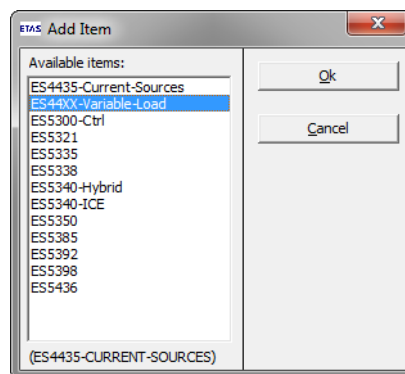 ETAS Add Item
Available items:
ES4435-Current-Sources
ES44XX-Variable-Load
ES5300-Ctrl
ES5321
ES5335
ES5338
ES5340-Hybrid
ES5340-ICE
ES5350
ES5385
ES5392
ES5398
ES5436
(ES4435-CURRENT-SOURCES)
Ok
Cancel